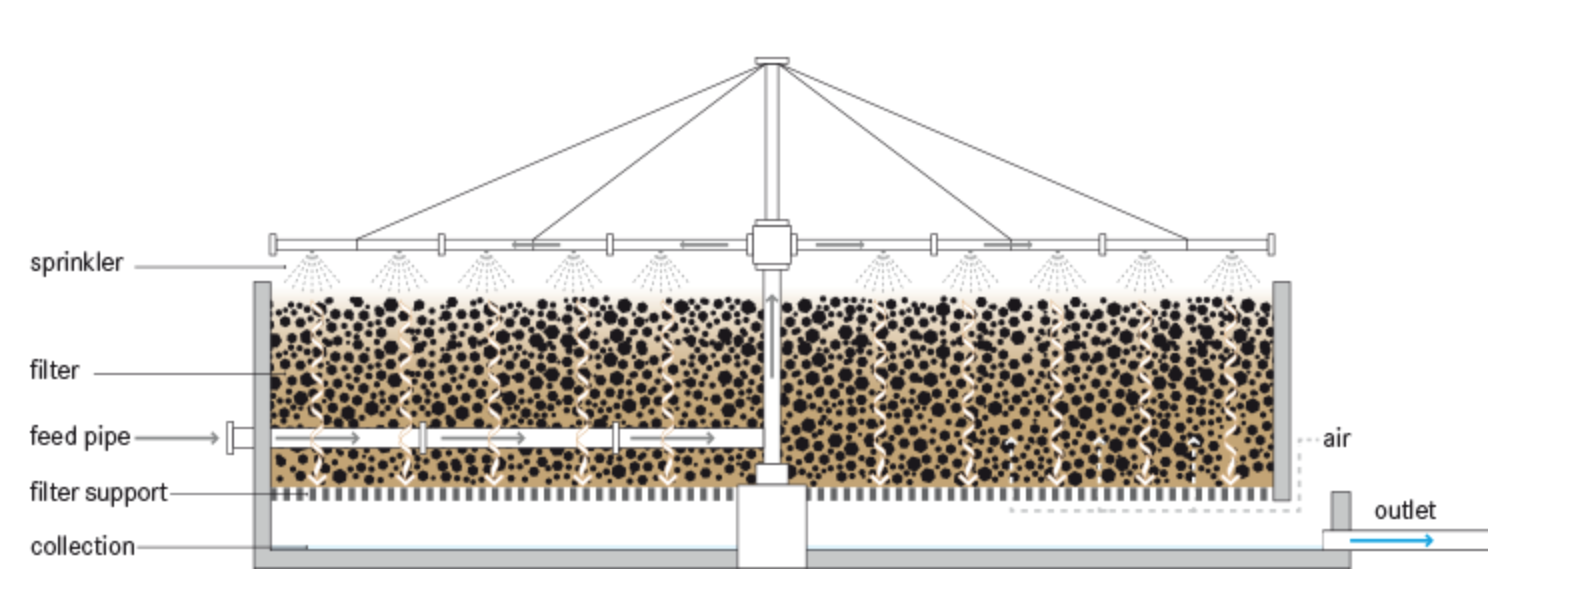 sprinkler
filter
feed pipe
air
filter support
outlet
collection